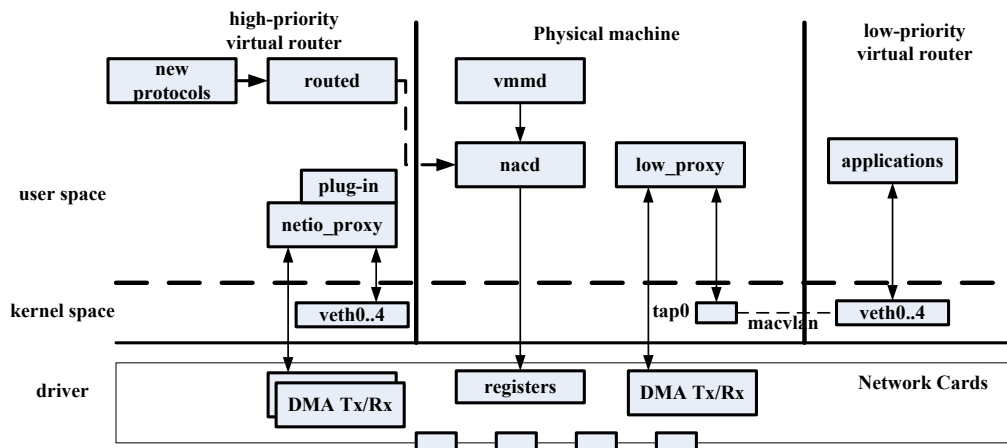 high-priority
virtual router
Physical machine
low-priority
virtual router
new
protocols
routed
vmmd
user space
nacd
low_proxy
applications
plug-in
netio_proxy
kernel space
veth0..4
tap0
macvlan
veth0..4
driver
DMA Tx/Rx
registers
DMA Tx/Rx
Network Cards